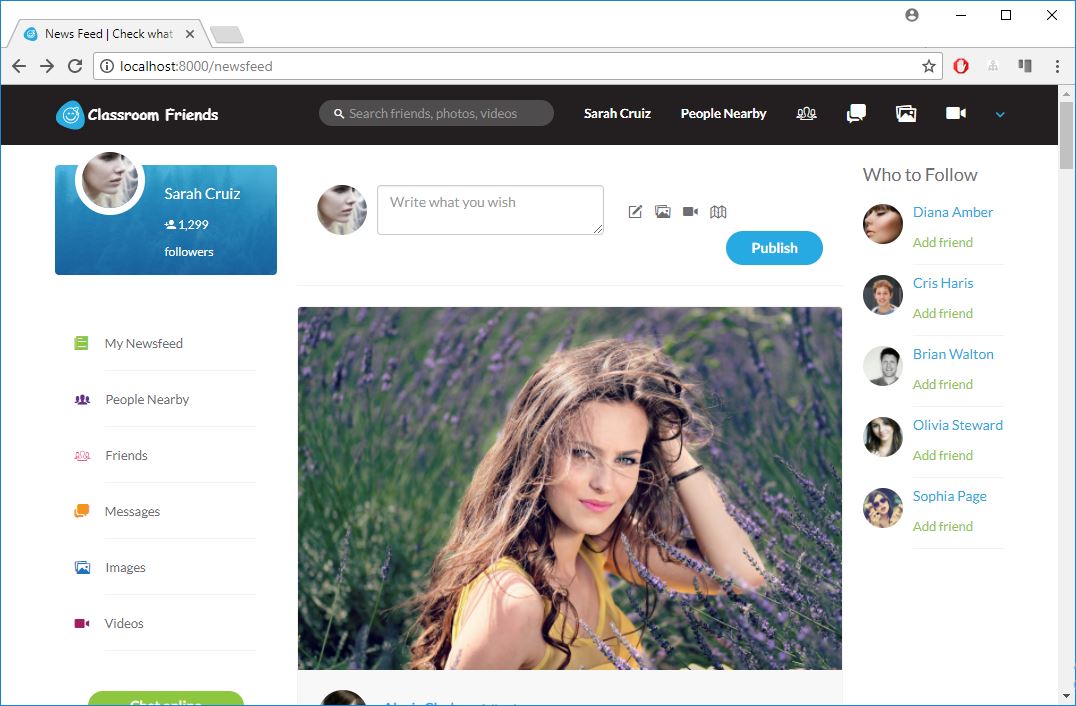 News Feed | Check what
localhost:8000/newsfeed
Classroom Friends
Search friends, photos, videos
Sarah Cruiz
People Nearby
Sarah Cruiz
1,299
followers
My Newsfeed
People Nearby
Friends
Messages
Images
Videos
Chat online
Write what you wish
Publish
Who to Follow
Diana Amber
Add friend
Cris Haris
Add friend
Brian Walton
Add friend
Olivia Steward
Add friend
Sophia Page
Add friend